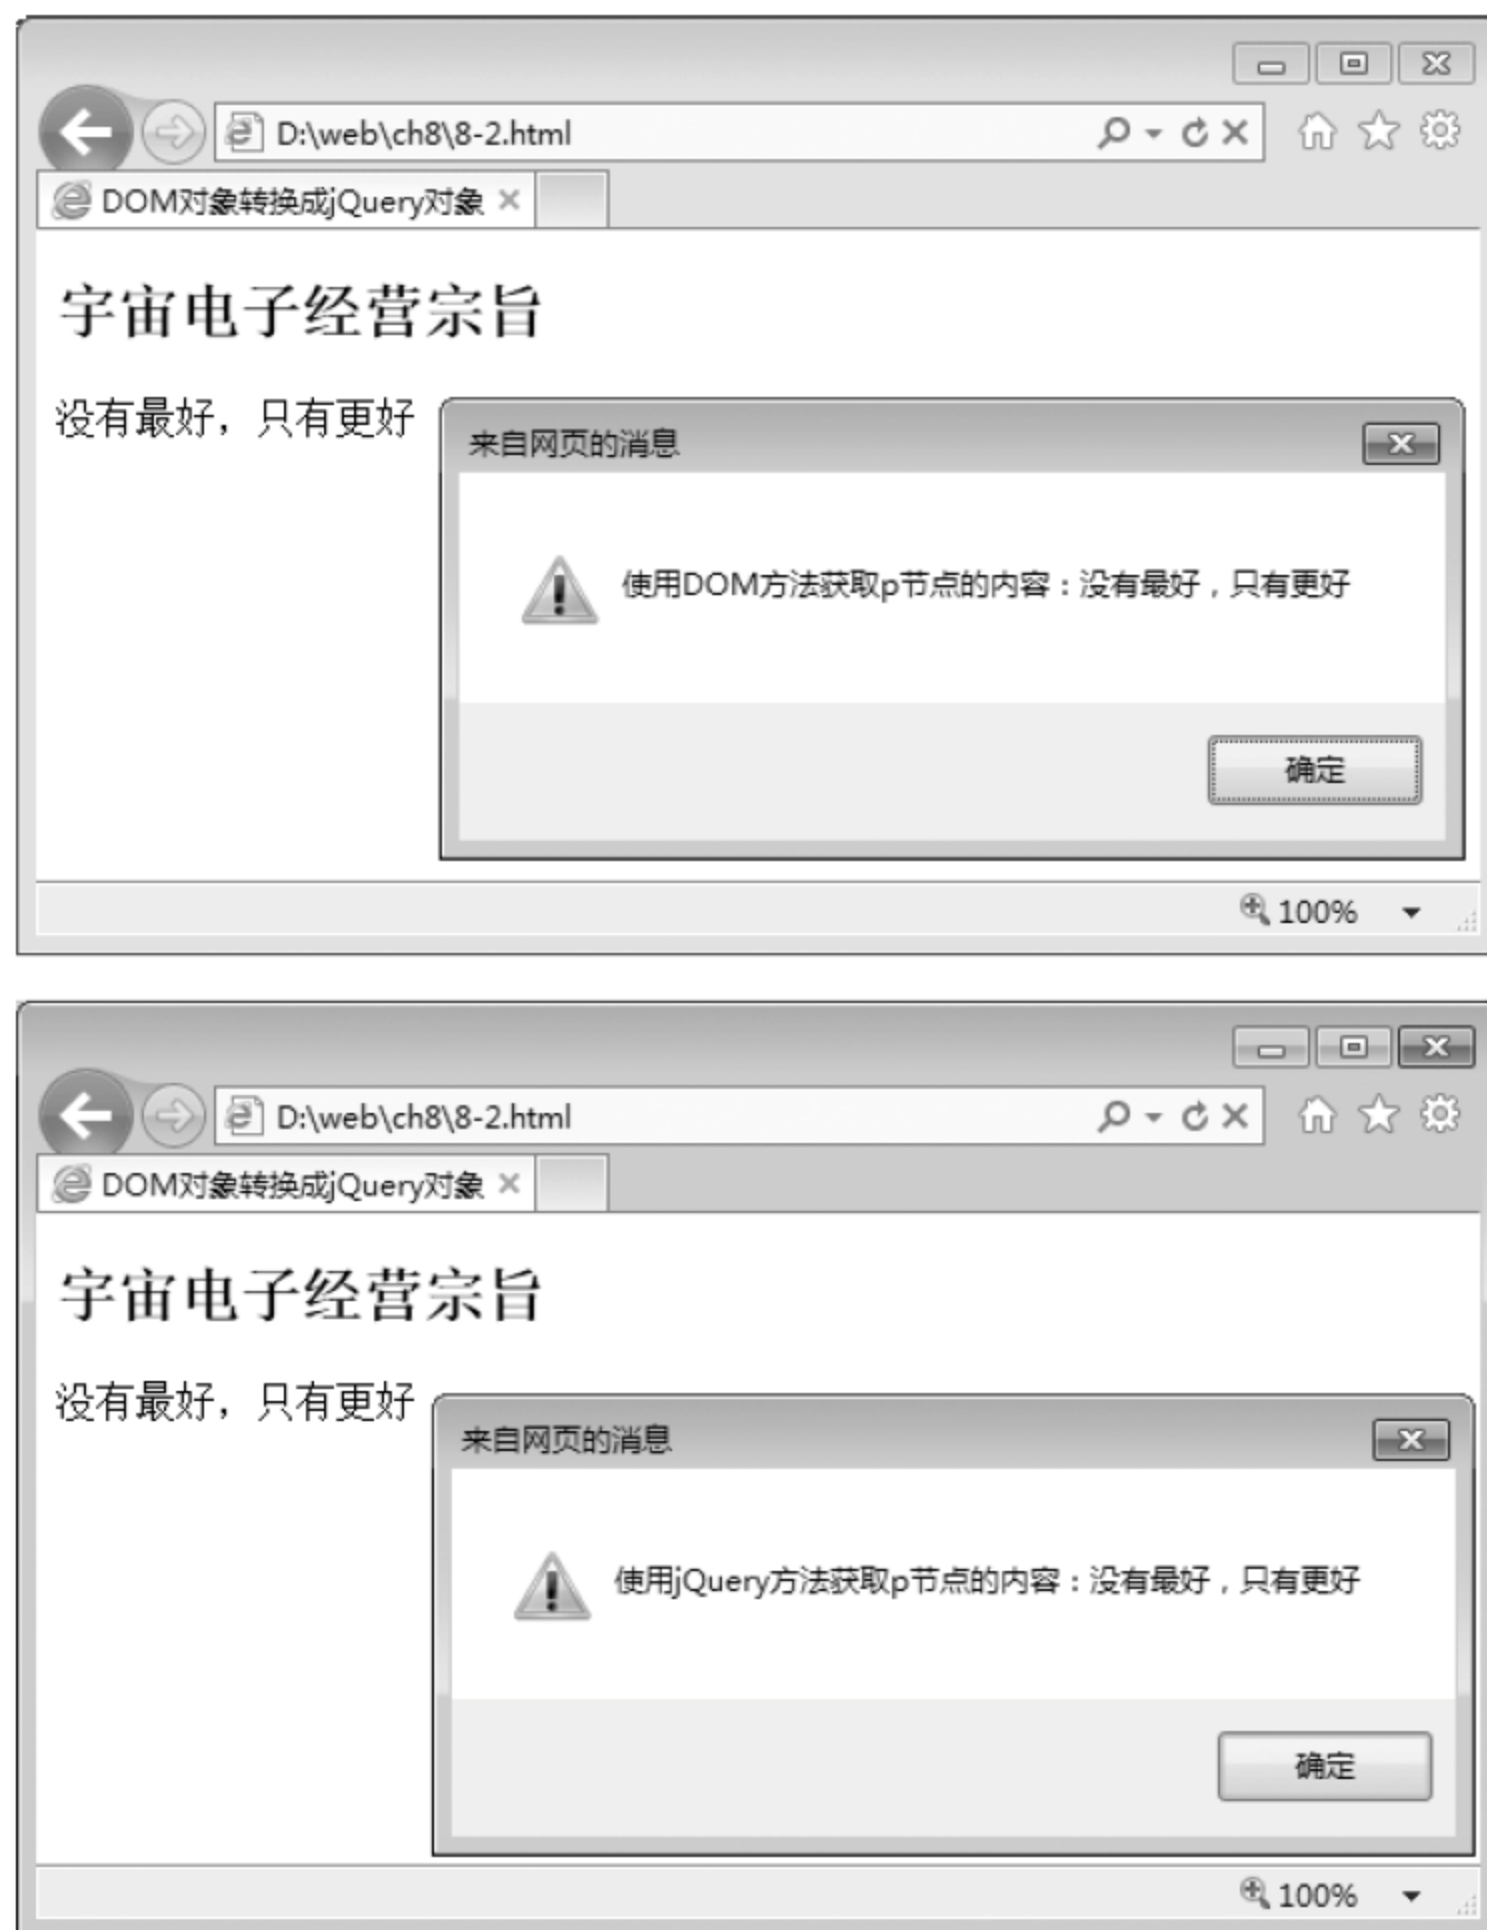 D:\web\ch8\8-2.html
DOM对象转换成jQuery对象
宇宙电子经营宗旨
没有最好，只有更好
来自网页的消息
使用DOM方法获取p节点的内容：没有最好，只有更好
确定
100%
D:\web\ch8\8-2.html
DOM对象转换成jQuery对象
宇宙电子经营宗旨
没有最好，只有更好
来自网页的消息
使用jQuery方法获取p节点的内容：没有最好，只有更好
确定
100%